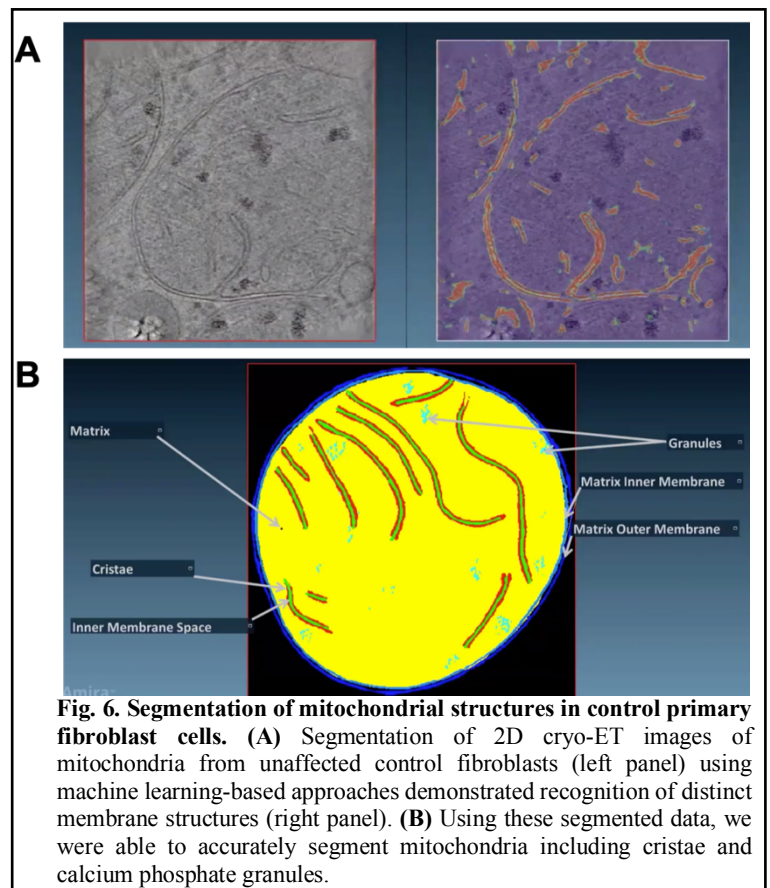 A
B
Matrix
Granules
Matrix Inner Membrane
Matrix Outer Membrane
Cristae
Inner Membrane Space
Amira
Fig. 6. Segmentation of mitochondrial structures in control primary
fibroblast cells. (A) Segmentation of 2D cryo-ET images of
mitochondria from unaffected control fibroblasts (left panel) using
machine learning-based approaches demonstrated recognition of distinct
membrane structures (right panel). (B) Using these segmented data, we
were able to accurately segment mitochondria including cristae and
calcium phosphate granules.